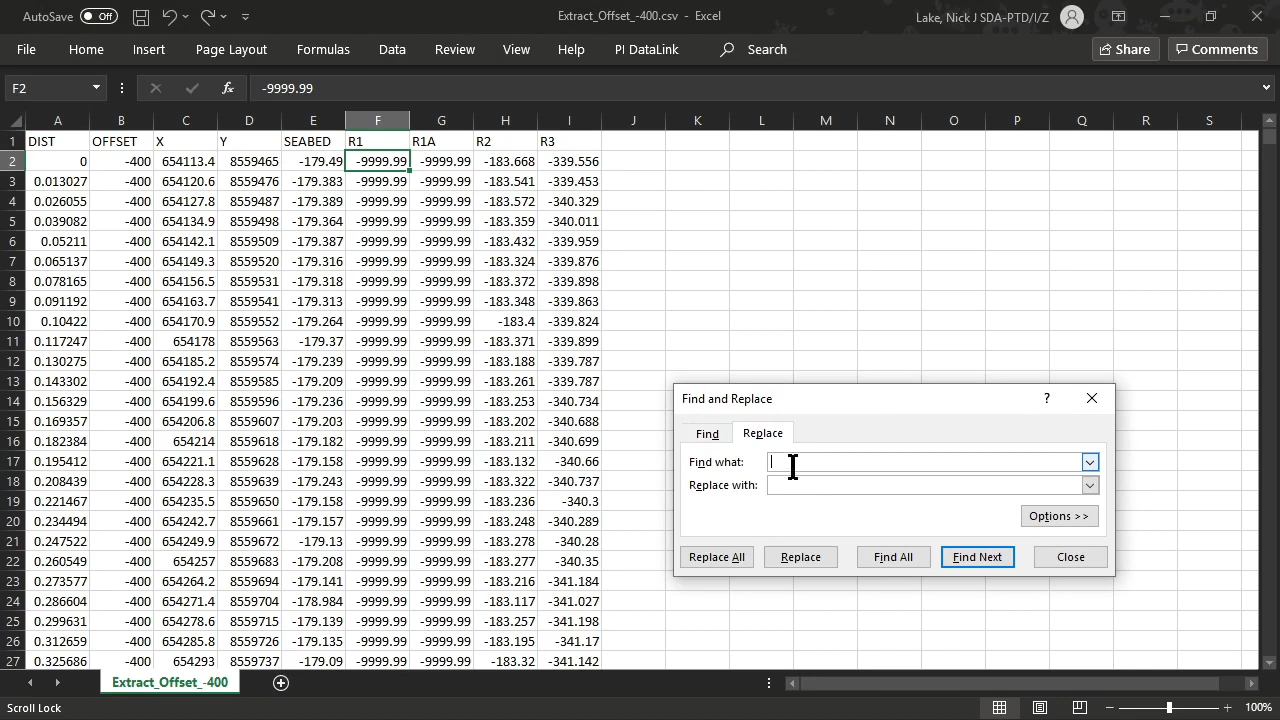 AutoSave Off Extract_Offset_-400.csv - Excel Lake, Nick J SDA-PTD/I/Z
File Home Insert Page Layout Formulas Data Review View Help PI DataLink Search Share Comments
F2 fx -9999.99
A B C D E F G H I J K L M N O P Q R S
1 DIST OFFSET X Y SEABED R1 R1A R2 R3
2 0 -400 654113.4 8559465 -179.49 -9999.99 -9999.99 -183.668 -339.556
3 0.013027 -400 654120.6 8559476 -179.383 -9999.99 -9999.99 -183.541 -339.453
4 0.026055 -400 654127.8 8559487 -179.389 -9999.99 -9999.99 -183.572 -340.329
5 0.039082 -400 654134.9 8559498 -179.364 -9999.99 -9999.99 -183.359 -340.011
6 0.05211 -400 654142.1 8559509 -179.387 -9999.99 -9999.99 -183.432 -339.959
7 0.065137 -400 654149.3 8559520 -179.316 -9999.99 -9999.99 -183.324 -339.876
8 0.078165 -400 654156.5 8559531 -179.318 -9999.99 -9999.99 -183.372 -339.898
9 0.091192 -400 654163.7 8559541 -179.313 -9999.99 -9999.99 -183.348 -339.863
10 0.10422 -400 654170.9 8559552 -179.264 -9999.99 -9999.99 -183.4 -339.824
11 0.117247 -400 654178 8559563 -179.37 -9999.99 -9999.99 -183.371 -339.899
12 0.130275 -400 654185.2 8559574 -179.239 -9999.99 -9999.99 -183.188 -339.787
13 0.143302 -400 654192.4 8559585 -179.209 -9999.99 -9999.99 -183.261 -339.787
14 0.156329 -400 654199.6 8559596 -179.236 -9999.99 -9999.99 -183.253 -340.734
15 0.169357 -400 654206.8 8559607 -179.158 -9999.99 -9999.99 -183.202 -340.688
16 0.182384 -400 654214 8559618 -179.182 -9999.99 -9999.99 -183.211 -340.699
17 0.195412 -400 654221.1 8559628 -179.158 -9999.99 -9999.99 -183.132 -340.66
18 0.208439 -400 654228.3 8559639 -179.243 -9999.99 -9999.99 -183.322 -340.737
19 0.221467 -400 654235.5 8559650 -179.158 -9999.99 -9999.99 -183.236 -340.3
20 0.234494 -400 654242.7 8559661 -179.157 -9999.99 -9999.99 -183.248 -340.289
21 0.247522 -400 654249.9 8559672 -179.13 -9999.99 -9999.99 -183.278 -340.28
22 0.260549 -400 654257 8559683 -179.208 -9999.99 -9999.99 -183.277 -340.35
23 0.273577 -400 654264.2 8559694 -179.141 -9999.99 -9999.99 -183.216 -341.184
24 0.286604 -400 654271.4 8559704 -178.984 -9999.99 -9999.99 -183.117 -341.027
25 0.299631 -400 654278.6 8559715 -179.139 -9999.99 -9999.99 -183.257 -341.198
26 0.312659 -400 654285.8 8559726 -179.135 -9999.99 -9999.99 -183.195 -341.17
27 0.325686 -400 654293 8559737 -179.09 -9999.99 -9999.99 -183.32 -341.142
Find and Replace
Find Replace
Find what:
Replace with:
Options >>
Replace All Replace Find All Find Next Close
Extract_Offset_-400
Scroll Lock 100%